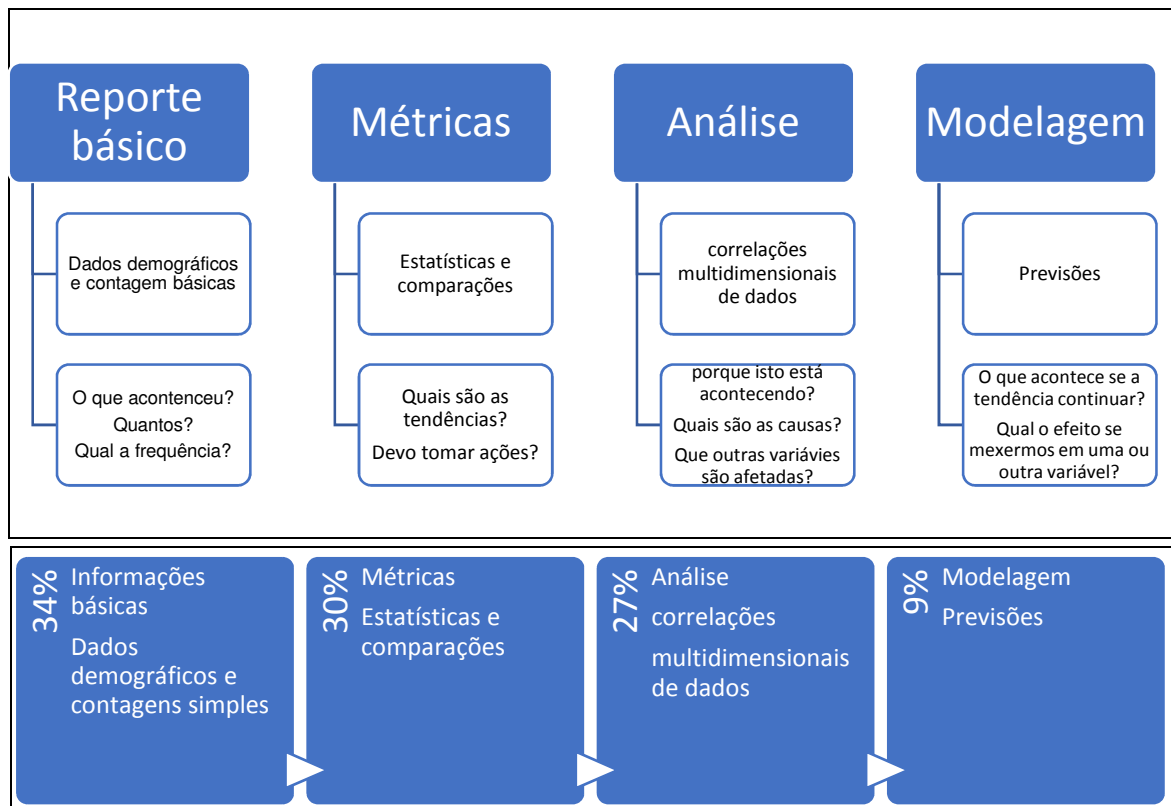 Reporte
básico
Dados demográficos
e contagem básicas
O que acontenceu?
Quantos?
Qual a frequência?
Métricas
Estatísticas e
comparações
Quais são as
tendências?
Devo tomar ações?
Análise
correlações
multidimensionais
de dados
porque isto está
acontecendo?
Quais são as causas?
Que outras variávies
são afetadas?
Modelagem
Previsões
O que acontece se a
tendência continuar?
Qual o efeito se
mexermos em uma ou
outra variável?
34%
Informações
básicas
Dados
demográficos e
contagens simples
30%
Métricas
Estatísticas e
comparações
27%
Análise
correlações
multidimensionais
de dados
9%
Modelagem
Previsões